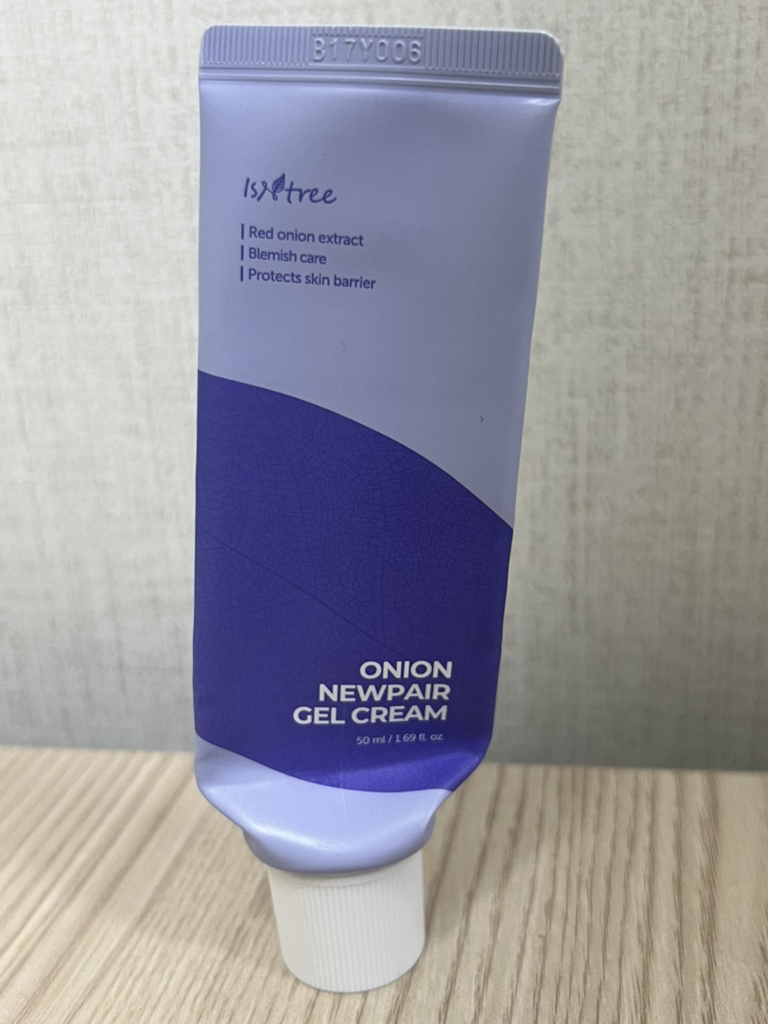 B17Y006
Isntree
Red onion extract
Blemish care
Protects skin barrier
ONION
NEWPAIR
GEL CREAM
50 ml / 1.69 fl. oz.